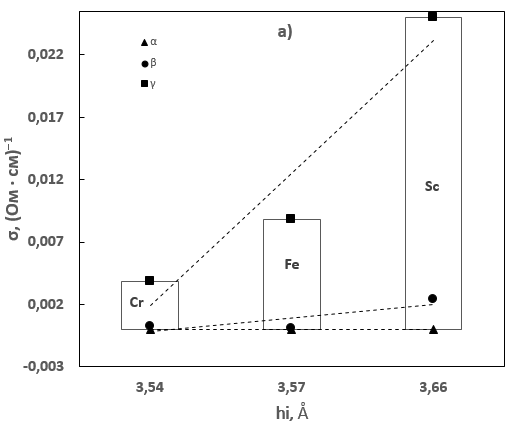 а)
▲ α
● β
■ γ
0,022
0,017
0,012
0,007
0,002
-0,003
σ, (Ом · см)⁻¹
Cr
Fe
Sc
3,54
3,57
3,66
hi, Å